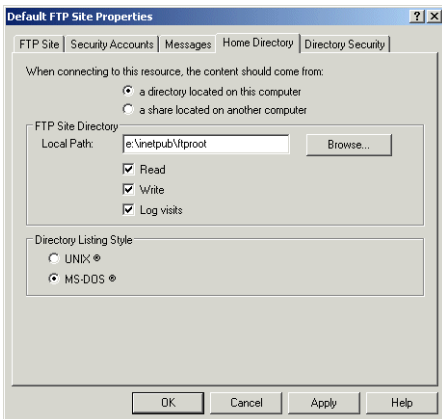 Default FTP Site Properties
FTP Site Security Accounts Messages Home Directory Directory Security
When connecting to this resource, the content should come from:
a directory located on this computer
a share located on another computer
FTP Site Directory
Local Path: e:\inetpub\ftproot Browse...
Read
Write
Log visits
Directory Listing Style
UNIX ®
MS-DOS ®
OK Cancel Apply Help